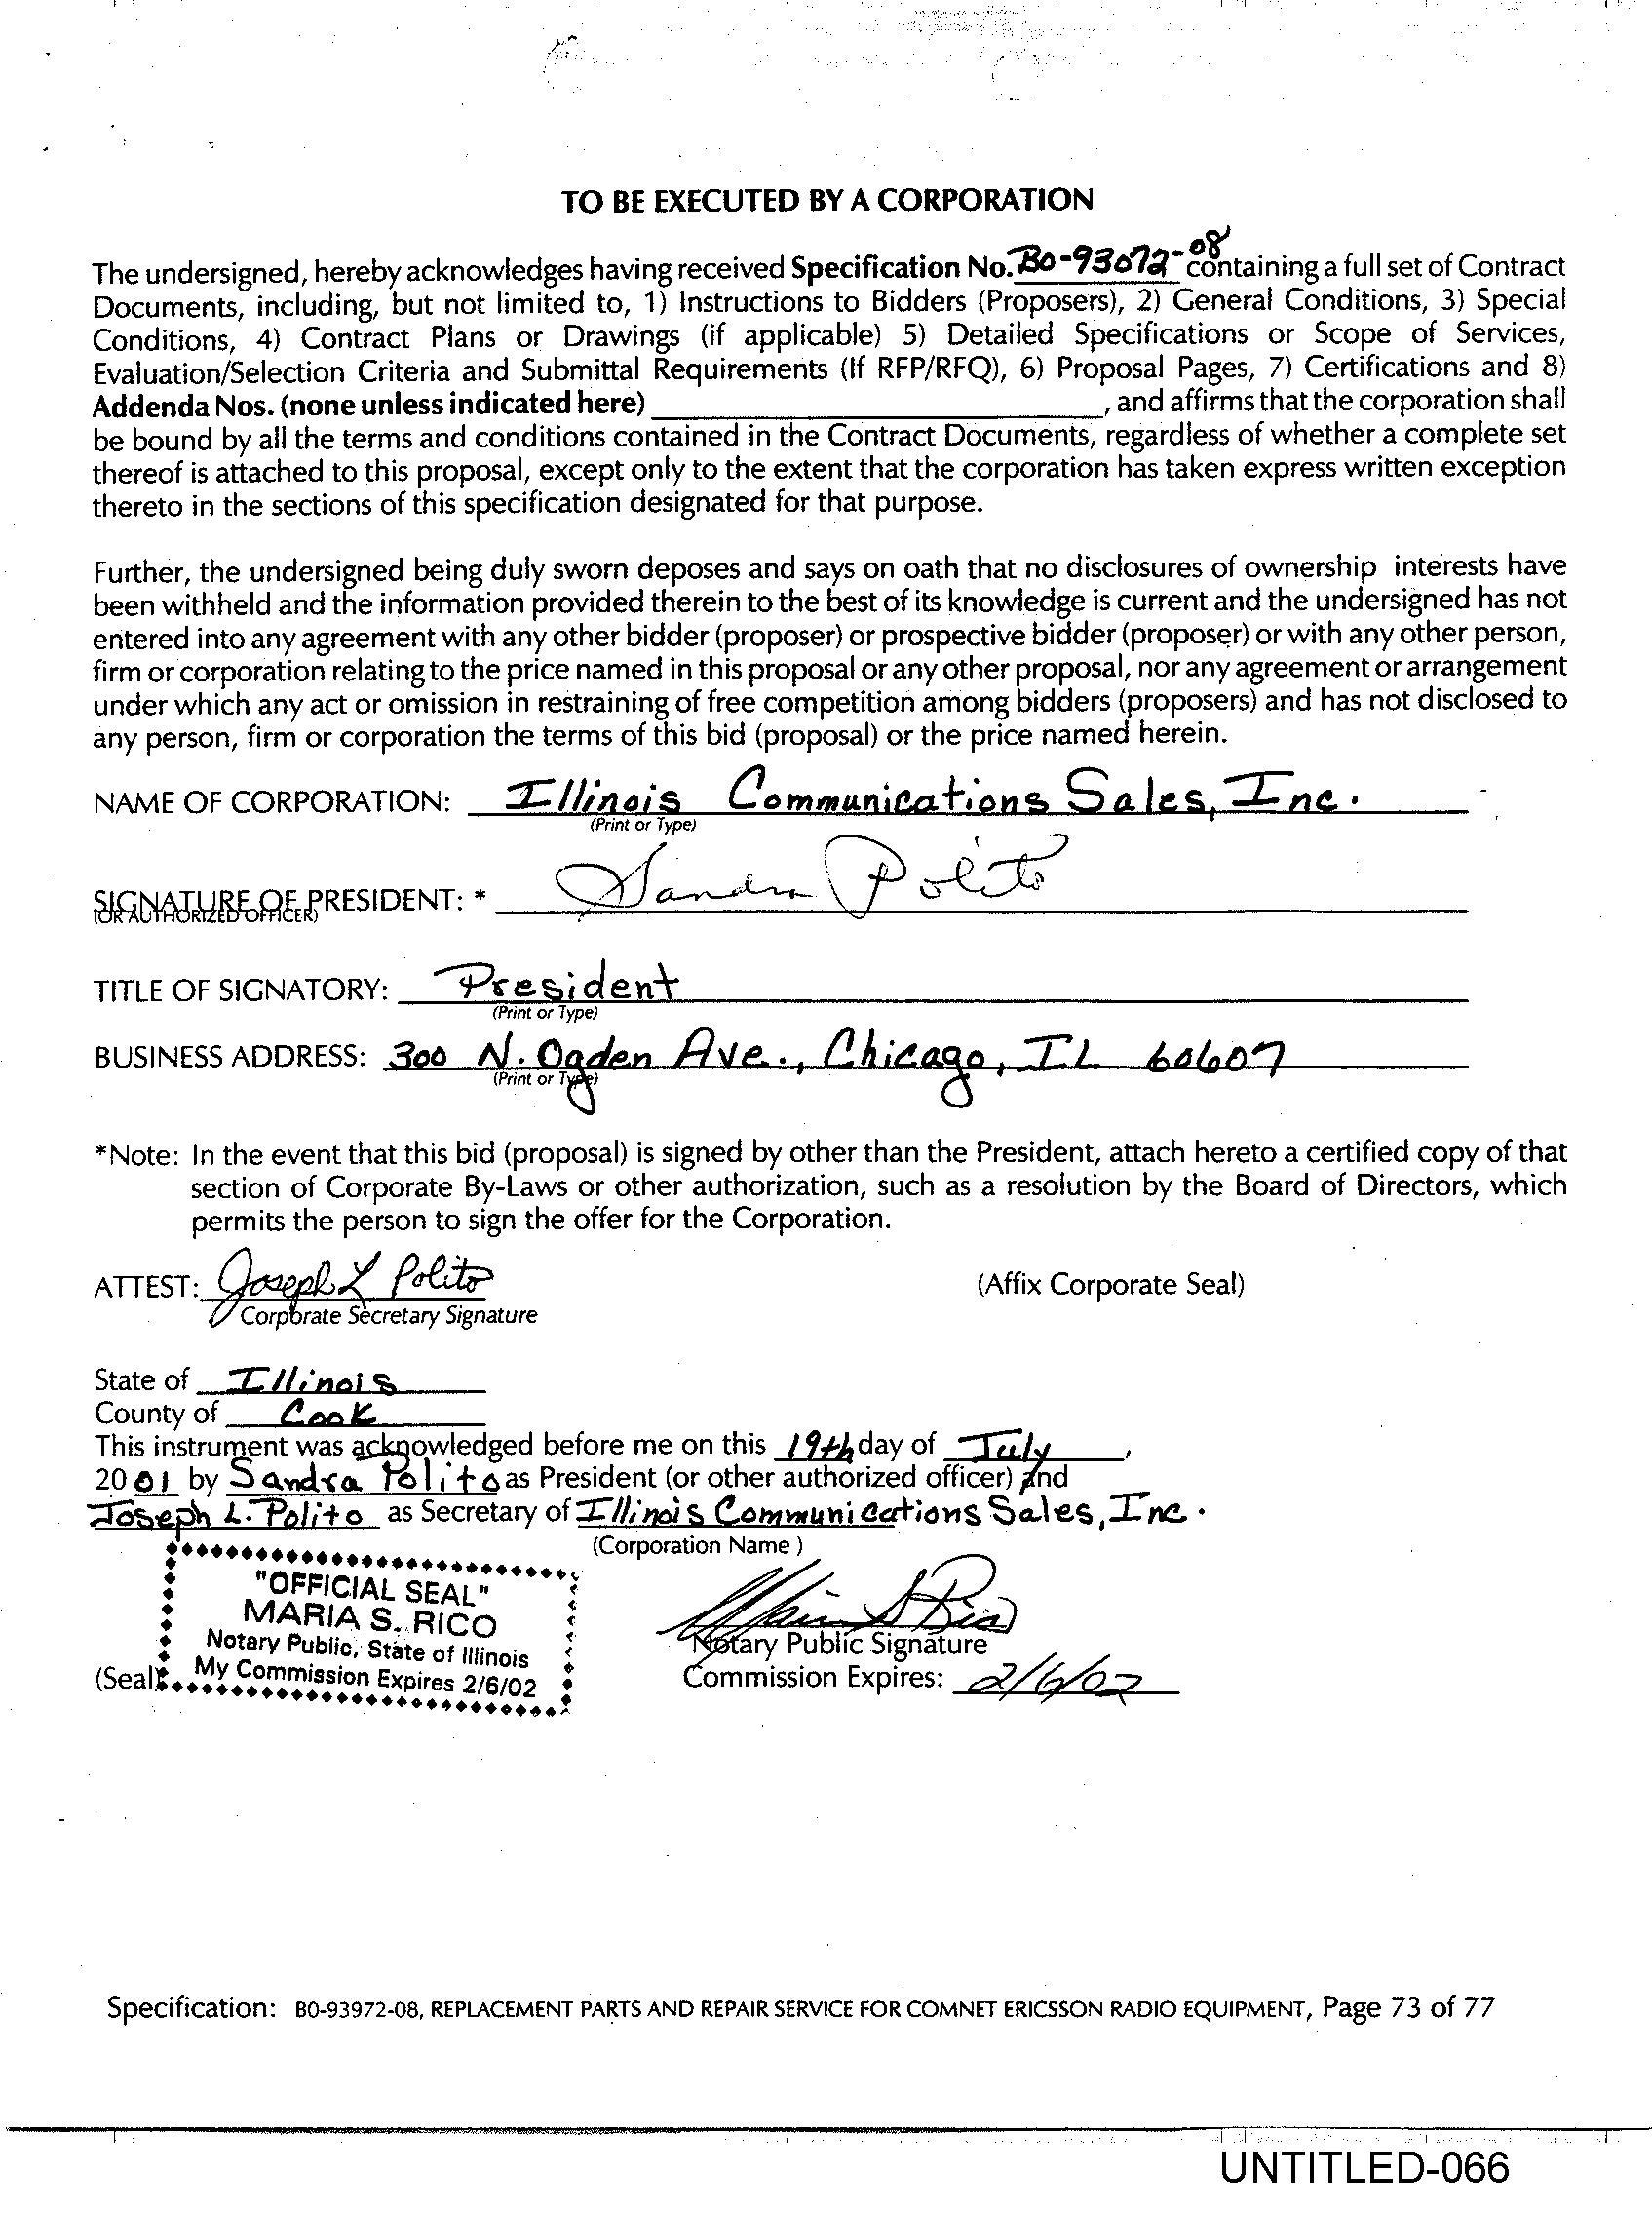 TO BE EXECUTED BY A CORPORATION
The undersigned, hereby acknowledges having received Specification No. BO-93072-08 containing a full set of Contract
Documents, including, but not limited to, 1) Instructions to Bidders (Proposers), 2) General Conditions, 3) Special
Conditions, 4) Contract Plans or Drawings (if applicable) 5) Detailed Specifications or Scope of Services,
Evaluation/Selection Criteria and Submittal Requirements (If RFP/RFQ), 6) Proposal Pages, 7) Certifications and 8)
Addenda Nos. (none unless indicated here) , and affirms that the corporation shall
be bound by all the terms and conditions contained in the Contract Documents, regardless of whether a complete set
thereof is attached to this proposal, except only to the extent that the corporation has taken express written exception
thereto in the sections of this specification designated for that purpose.
Further, the undersigned being duly sworn deposes and says on oath that no disclosures of ownership interests have
been withheld and the information provided therein to the best of its knowledge is current and the undersigned has not
entered into any agreement with any other bidder (proposer) or prospective bidder (proposer) or with any other person,
firm or corporation relating to the price named in this proposal or any other proposal, nor any agreement or arrangement
under which any act or omission in restraining of free competition among bidders (proposers) and has not disclosed to
any person, firm or corporation the terms of this bid (proposal) or the price named herein.
NAME OF CORPORATION: Illinois Communications Sales, Inc.
(Print or Type)
SIGNATURE OF PRESIDENT: * Sandra Polito
(OR AUTHORIZED OFFICER)
TITLE OF SIGNATORY: President
(Print or Type)
BUSINESS ADDRESS: 300 N. Ogden Ave., Chicago, IL 60607
(Print or Type)
*Note: In the event that this bid (proposal) is signed by other than the President, attach hereto a certified copy of that
section of Corporate By-Laws or other authorization, such as a resolution by the Board of Directors, which
permits the person to sign the offer for the Corporation.
ATTEST: Joseph L Polito (Affix Corporate Seal)
Corporate Secretary Signature
State of Illinois
County of Cook
This instrument was acknowledged before me on this 19th day of July,
2001 by Sandra Polito as President (or other authorized officer) and
Joseph L. Polito as Secretary of Illinois Communications Sales, Inc.
(Corporation Name)
"OFFICIAL SEAL"
MARIA S. RICO
Notary Public, State of Illinois
My Commission Expires 2/6/02
(Seal)
Maria S Rico
Notary Public Signature
Commission Expires: 2/6/02
Specification: B0-93972-08, REPLACEMENT PARTS AND REPAIR SERVICE FOR COMNET ERICSSON RADIO EQUIPMENT, Page 73 of 77
UNTITLED-066